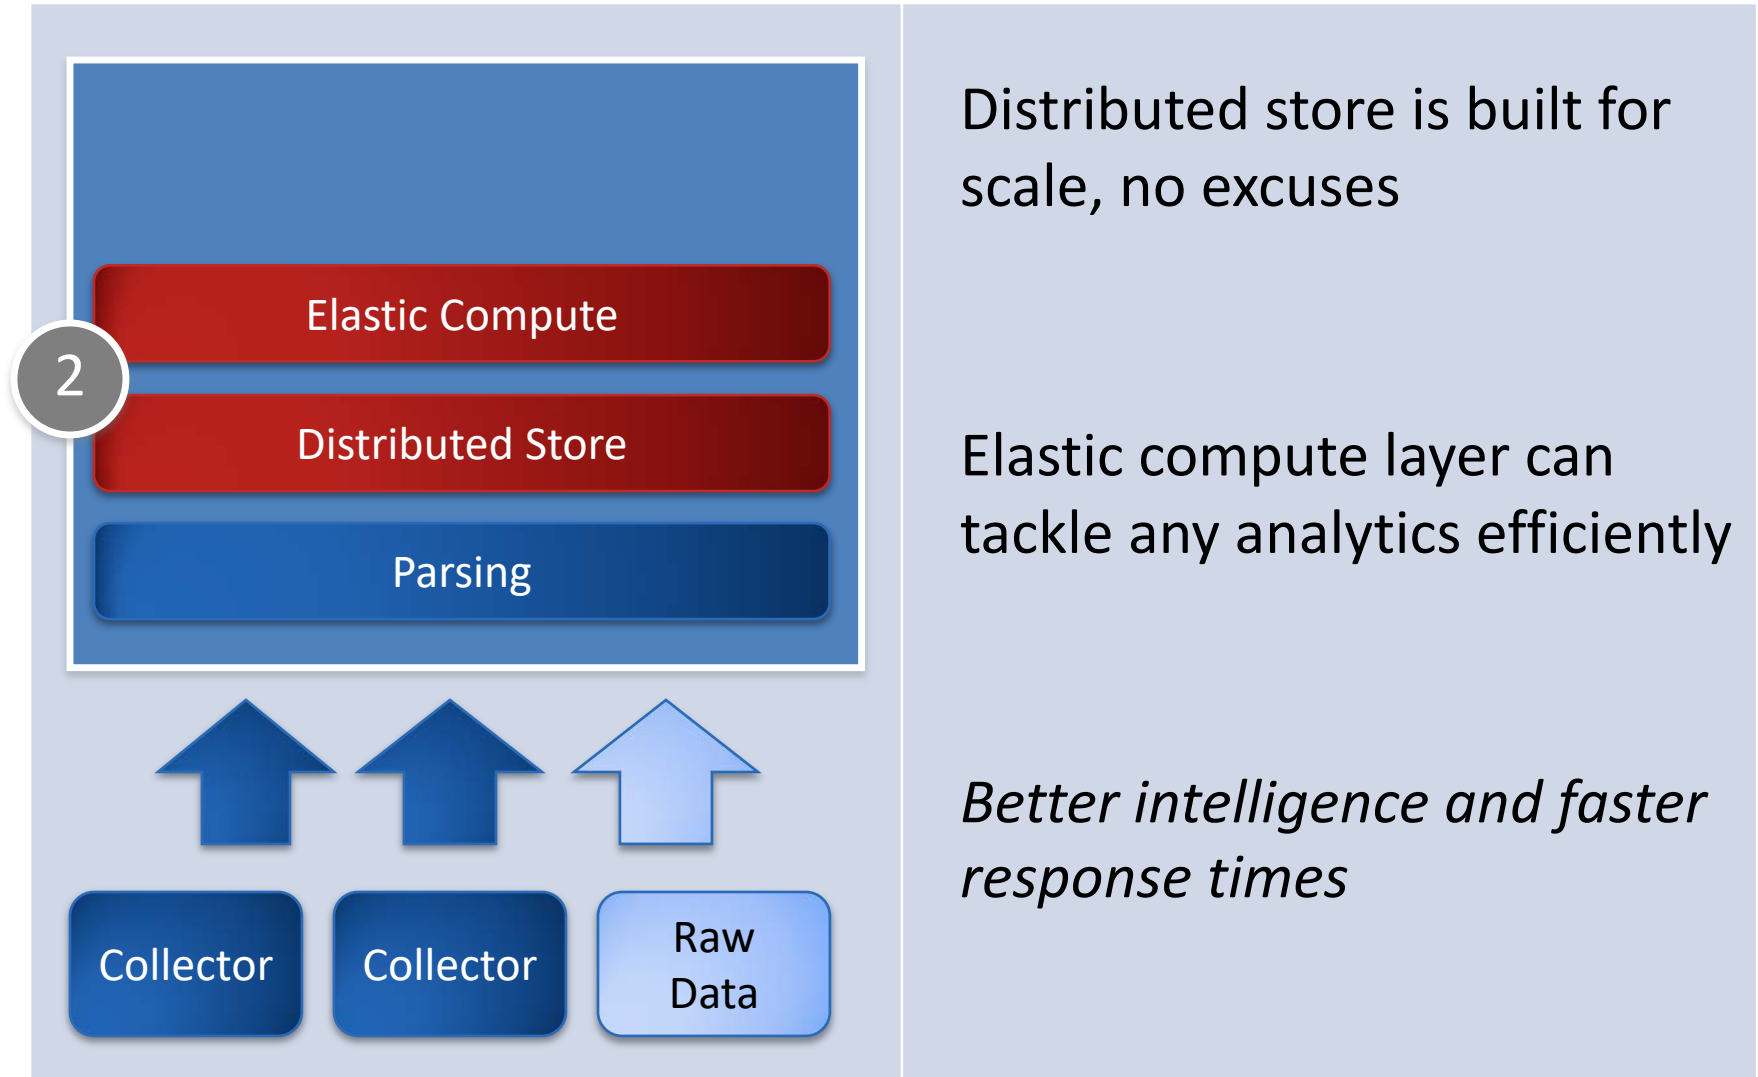 Elastic Compute
2
Distributed Store
Parsing
Collector
Collector
Raw
Data
Distributed store is built for
scale, no excuses
Elastic compute layer can
tackle any analytics efficiently
Better intelligence and faster
response times